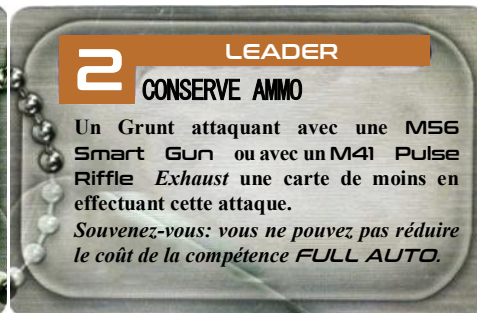 2 LEADER
CONSERVE AMMO
Un Grunt attaquant avec une M56
Smart Gun ou avec un M41 Pulse
Riffle Exhaust une carte de moins en
effectuant cette attaque.
Souvenez-vous: vous ne pouvez pas réduire
le coût de la compétence FULL AUTO.